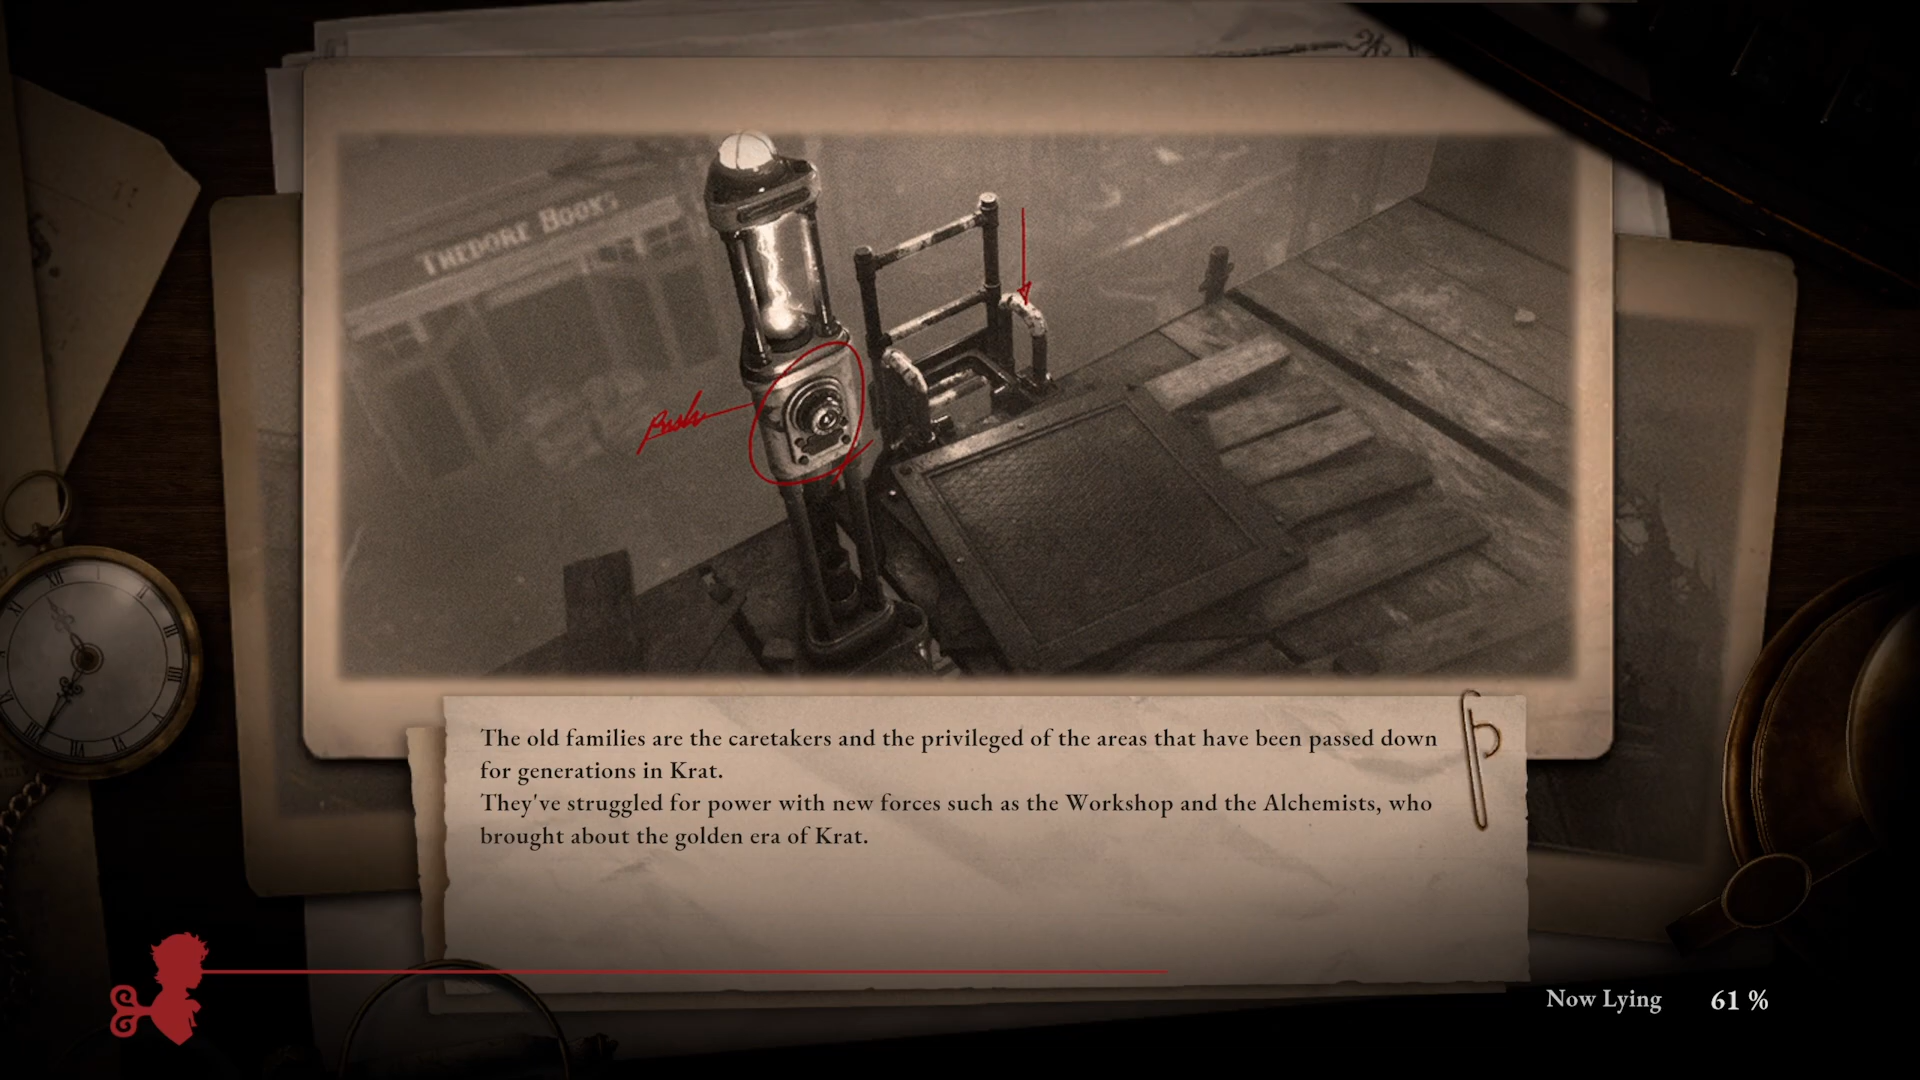 THEDORE BOOKS
Push
The old families are the caretakers and the privileged of the areas that have been passed down
for generations in Krat.
They've struggled for power with new forces such as the Workshop and the Alchemists, who
brought about the golden era of Krat.
Now Lying 61 %